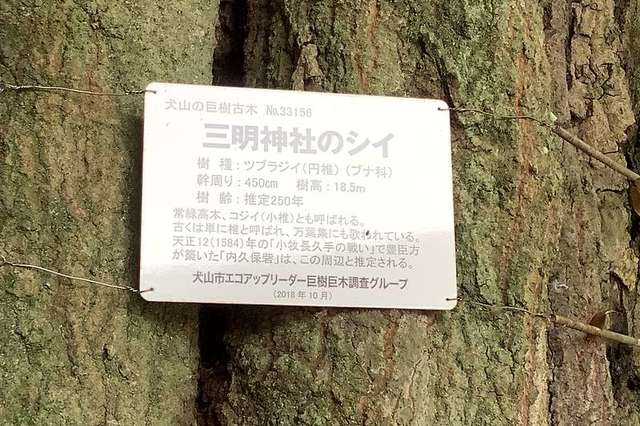 犬山の巨樹古木 No.33156
三明神社のシイ
樹 種：ツブラジイ（円椎）（ブナ科）
幹周り：450㎝ 樹高：18.5m
樹 齢：推定250年
常緑高木、コジイ（小椎）とも呼ばれる。
古くは単に椎と呼ばれ、万葉集にも歌われている。
天正12(1584)年の「小牧長久手の戦い」で豊臣方
が築いた「内久保砦」は、この周辺と推定される。
犬山市エコアップリーダー巨樹巨木調査グループ
（2018年10月）